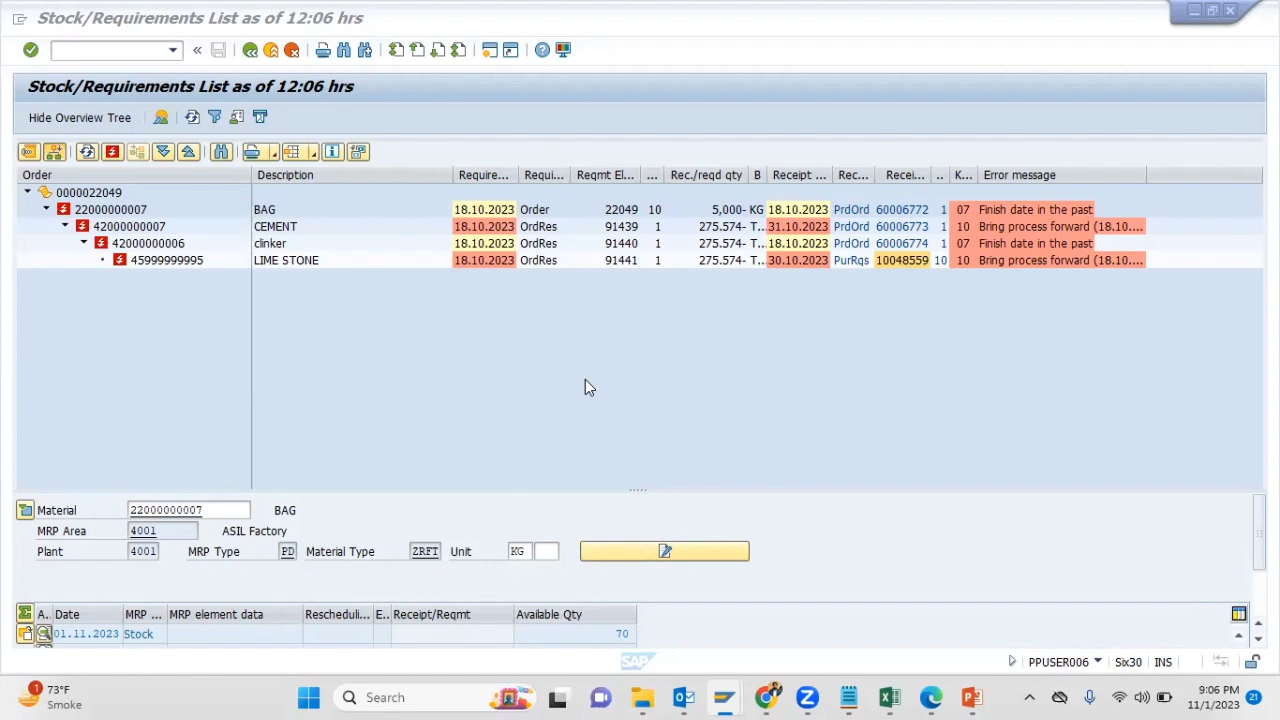 Stock/Requirements List as of 12:06 hrs
Stock/Requirements List as of 12:06 hrs
Hide Overview Tree
Order Description Require... Requi... Reqmt El... ... Rec./reqd qty B Receipt ... Rec... Recei... .. K... Error message
0000022049
22000000007 BAG 18.10.2023 Order 22049 10 5,000- KG 18.10.2023 PrdOrd 60006772 1 07 Finish date in the past
42000000007 CEMENT 18.10.2023 OrdRes 91439 1 275.574- T... 31.10.2023 PrdOrd 60006773 1 10 Bring process forward (18.10....
42000000006 clinker 18.10.2023 OrdRes 91440 1 275.574- T... 18.10.2023 PrdOrd 60006774 1 07 Finish date in the past
45999999995 LIME STONE 18.10.2023 OrdRes 91441 1 275.574- T... 30.10.2023 PurRqs 10048559 10 10 Bring process forward (18.10....
Material 22000000007 BAG
MRP Area 4001 ASIL Factory
Plant 4001 MRP Type PD Material Type ZRFT Unit KG
A.. Date MRP ... MRP element data Rescheduli... E.. Receipt/Reqmt Available Qty
01.11.2023 Stock 70
SAP
PPUSER006 Six30 INS
1 73°F
Smoke
Search
9:06 PM
11/1/2023
21